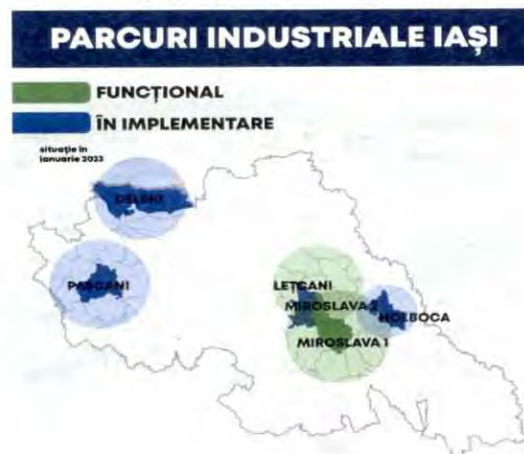 PARCURI INDUSTRIALE IAȘI
FUNCȚIONAL
ÎN IMPLEMENTARE
situație în
ianuarie 2023
DELENI
PAȘCANI
LEȚCANI
MIROSLAVA 2
HOLBOCA
MIROSLAVA 1